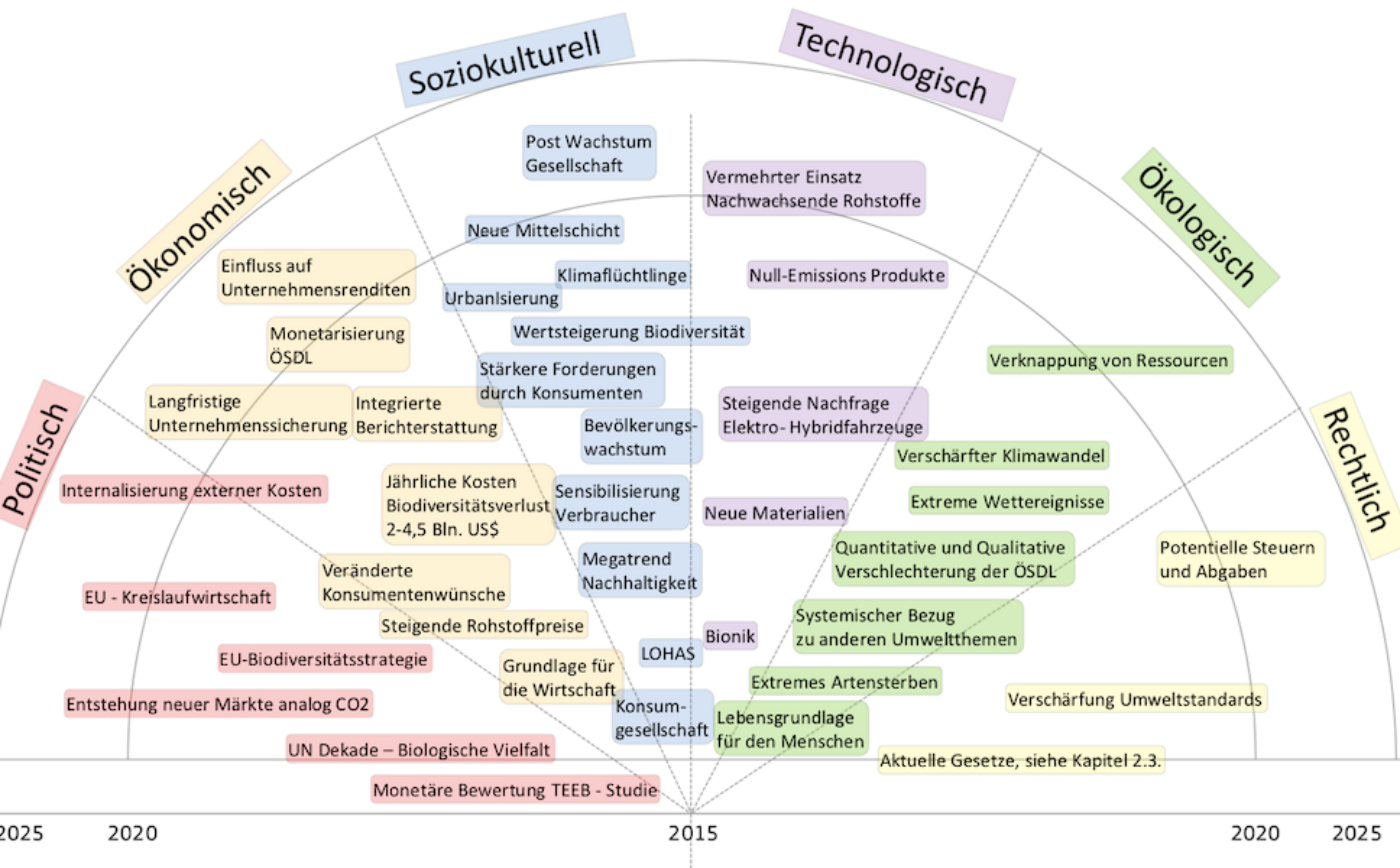 Soziokulturell
Technologisch
Ökonomisch
Ökologisch
Politisch
Rechtlich
Post Wachstum
Gesellschaft
Neue Mittelschicht
Klimaflüchtlinge
UrbanIsierung
Wertsteigerung Biodiversität
Stärkere Forderungen
durch Konsumenten
Bevölkerungs-
wachstum
Sensibilisierung
Verbraucher
Megatrend
Nachhaltigkeit
LOHAS
Konsum-
gesellschaft
Vermehrter Einsatz
Nachwachsende Rohstoffe
Null-Emissions Produkte
Steigende Nachfrage
Elektro- Hybridfahrzeuge
Neue Materialien
Bionik
Einfluss auf
Unternehmensrenditen
Monetarisierung
ÖSDL
Langfristige
Unternehmenssicherung
Integrierte
Berichterstattung
Jährliche Kosten
Biodiversitätsverlust
2-4,5 Bln. US$
Veränderte
Konsumentenwünsche
Steigende Rohstoffpreise
Grundlage für
die Wirtschaft
Verknappung von Ressourcen
Verschärfter Klimawandel
Extreme Wettereignisse
Quantitative und Qualitative
Verschlechterung der ÖSDL
Systemischer Bezug
zu anderen Umweltthemen
Extremes Artensterben
Lebensgrundlage
für den Menschen
Internalisierung externer Kosten
EU - Kreislaufwirtschaft
EU-Biodiversitätsstrategie
Entstehung neuer Märkte analog CO2
UN Dekade – Biologische Vielfalt
Monetäre Bewertung TEEB - Studie
Potentielle Steuern
und Abgaben
Verschärfung Umweltstandards
Aktuelle Gesetze, siehe Kapitel 2.3.
2025
2020
2015
2020
2025